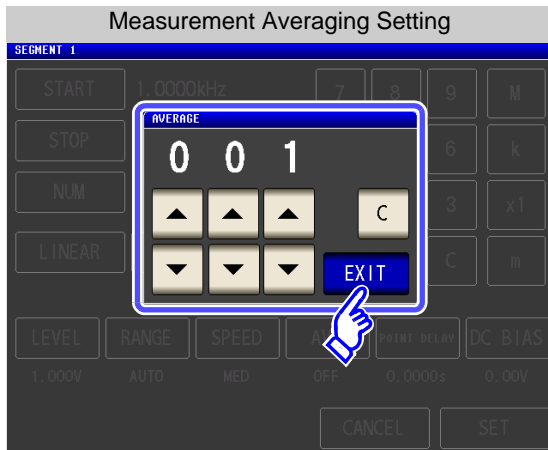 Measurement Averaging Setting
SEGMENT 1
START 1.0000kHz 7 8 9 M
AVERAGE
STOP 0 0 1 6 k
NUM C 3 x1
LINEAR EXIT C m
LEVEL RANGE SPEED POINT DELAY DC BIAS
1.000V AUTO MED OFF 0.0000s 0.00V
CANCEL SET